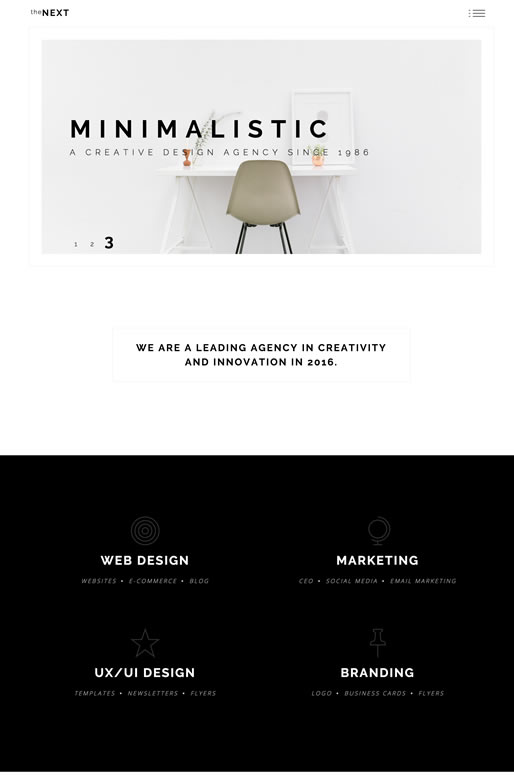 theNEXT
MINIMALISTIC
A CREATIVE DESIGN AGENCY SINCE 1986
1 2 3
WE ARE A LEADING AGENCY IN CREATIVITY
AND INNOVATION IN 2016.
WEB DESIGN
WEBSITES • E-COMMERCE • BLOG
MARKETING
CEO • SOCIAL MEDIA • EMAIL MARKETING
UX/UI DESIGN
TEMPLATES • NEWSLETTERS • FLYERS
BRANDING
LOGO • BUSINESS CARDS • FLYERS